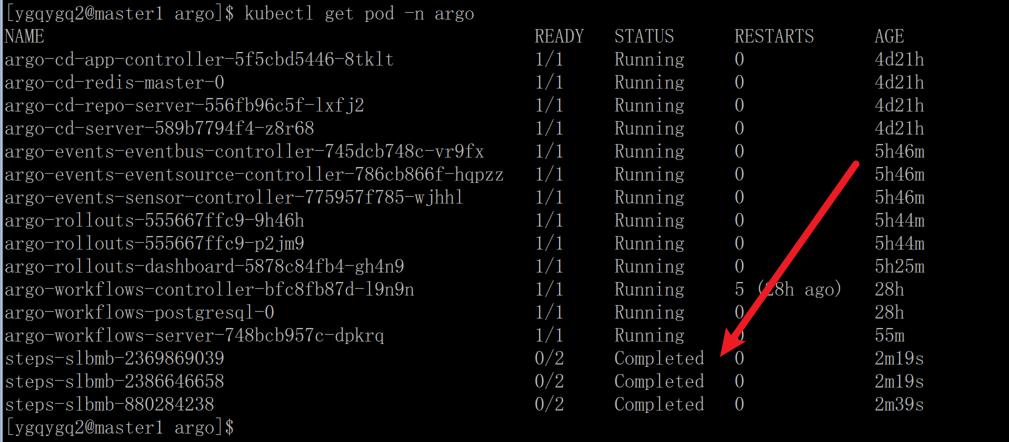 [ygqygq2@master1 argo]$ kubectl get pod -n argo
NAME READY STATUS RESTARTS AGE
argo-cd-app-controller-5f5cbd5446-8tklt 1/1 Running 0 4d21h
argo-cd-redis-master-0 1/1 Running 0 4d21h
argo-cd-repo-server-556fb96c5f-lxfj2 1/1 Running 0 4d21h
argo-cd-server-589b7794f4-z8r68 1/1 Running 0 4d21h
argo-events-eventbus-controller-745dcb748c-vr9fx 1/1 Running 0 5h46m
argo-events-eventsource-controller-786cb866f-hqpzz 1/1 Running 0 5h46m
argo-events-sensor-controller-775957f785-wjhhl 1/1 Running 0 5h46m
argo-rollouts-555667ffc9-9h46h 1/1 Running 0 5h44m
argo-rollouts-555667ffc9-p2jm9 1/1 Running 0 5h44m
argo-rollouts-dashboard-5878c84fb4-gh4n9 1/1 Running 0 5h25m
argo-workflows-controller-bfc8fb87d-l9n9n 1/1 Running 5 (28h ago) 28h
argo-workflows-postgresql-0 1/1 Running 0 28h
argo-workflows-server-748bcb957c-dpkrq 1/1 Running 0 55m
steps-slbmb-2369869039 0/2 Completed 0 2m19s
steps-slbmb-2386646658 0/2 Completed 0 2m19s
steps-slbmb-880284238 0/2 Completed 0 2m39s
[ygqygq2@master1 argo]$